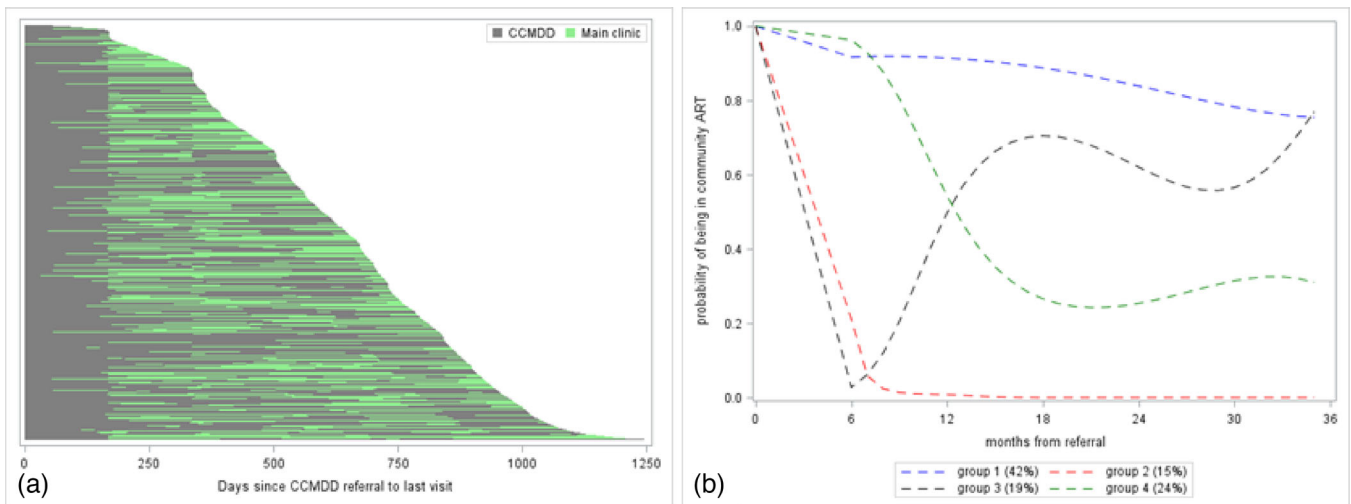 CCMDD Main clinic
0 250 500 750 1000 1250
Days since CCMDD referral to last visit
(a)
probability of being in community ART
1.0
0.8
0.6
0.4
0.2
0.0
0 6 12 18 24 30 36
months from referral
group 1 (42%) group 2 (15%)
group 3 (19%) group 4 (24%)
(b)